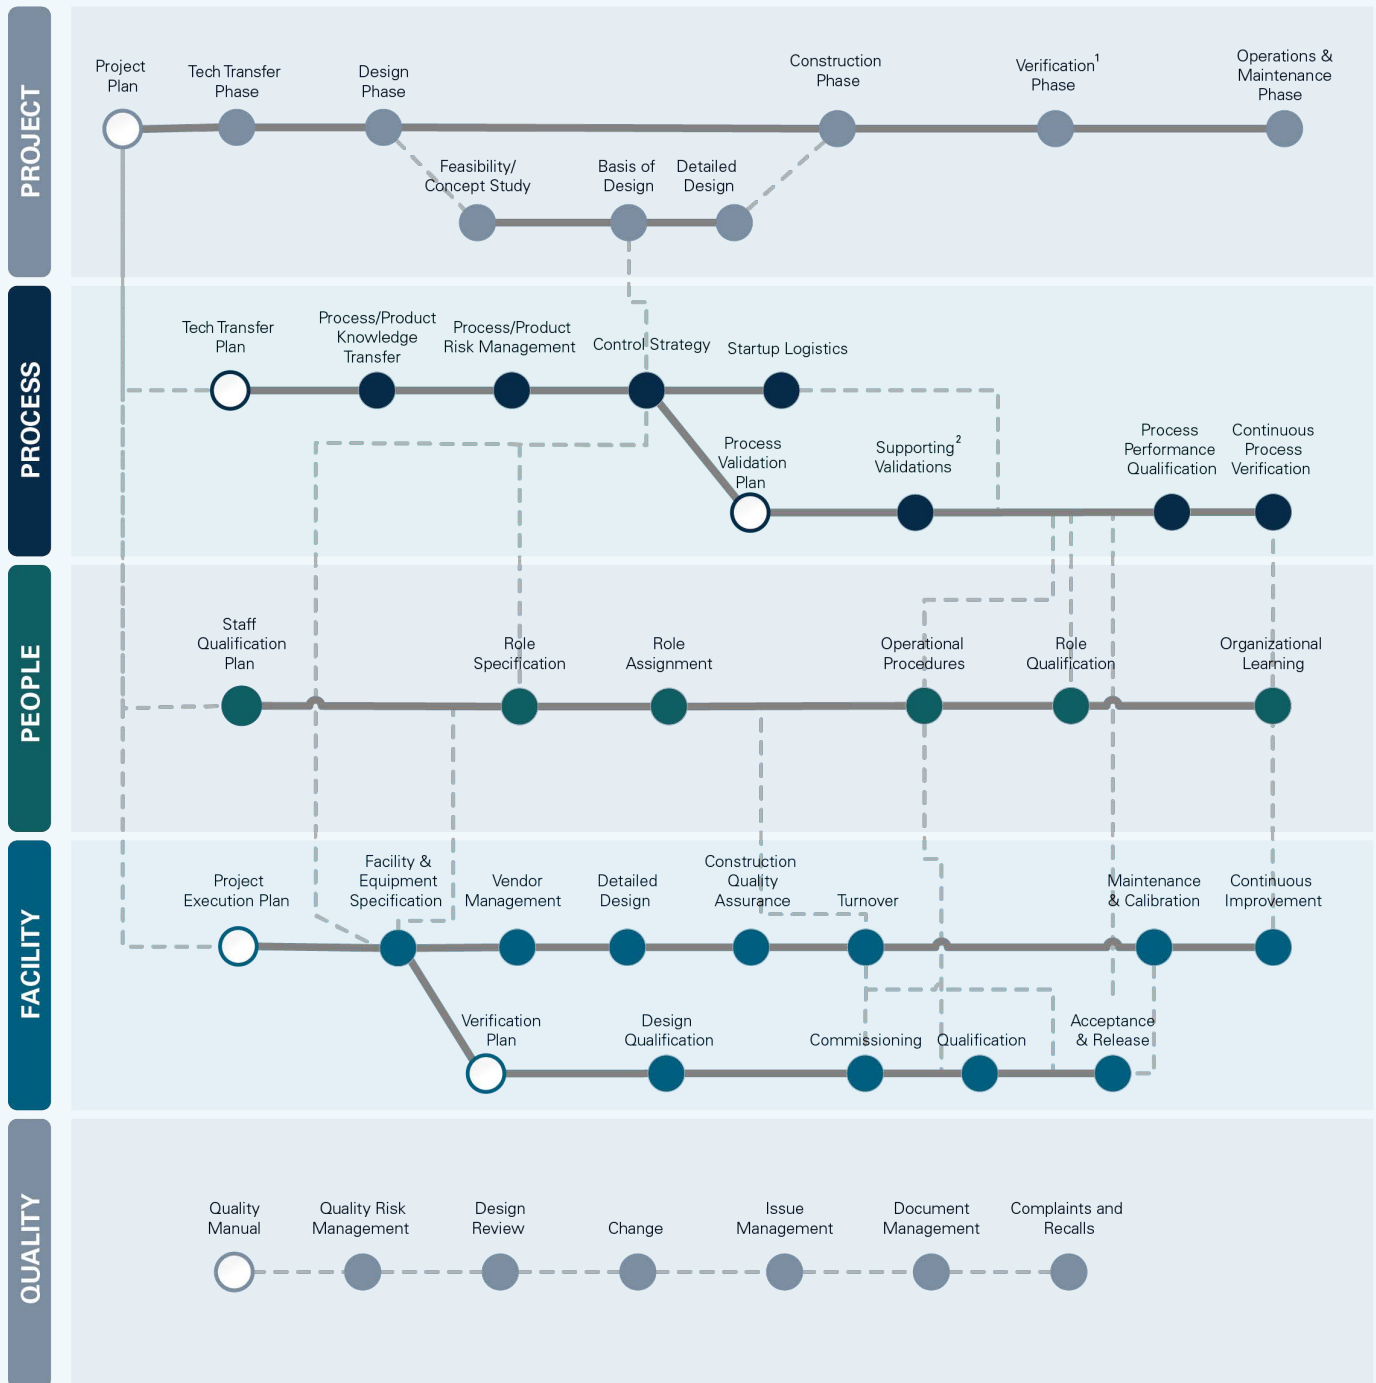 PROJECT
Project
Plan
Tech Transfer
Phase
Design
Phase
Construction
Phase
Verification¹
Phase
Operations &
Maintenance
Phase
Feasibility/
Concept Study
Basis of
Design
Detailed
Design
PROCESS
Tech Transfer
Plan
Process/Product
Knowledge
Transfer
Process/Product
Risk Management
Control Strategy
Startup Logistics
Process
Validation
Plan
Supporting²
Validations
Process
Performance
Qualification
Continuous
Process
Verification
PEOPLE
Staff
Qualification
Plan
Role
Specification
Role
Assignment
Operational
Procedures
Role
Qualification
Organizational
Learning
FACILITY
Project
Execution Plan
Facility &
Equipment
Specification
Vendor
Management
Detailed
Design
Construction
Quality
Assurance
Turnover
Maintenance
& Calibration
Continuous
Improvement
Verification
Plan
Design
Qualification
Commissioning
Qualification
Acceptance
& Release
QUALITY
Quality
Manual
Quality Risk
Management
Design
Review
Change
Issue
Management
Document
Management
Complaints and
Recalls